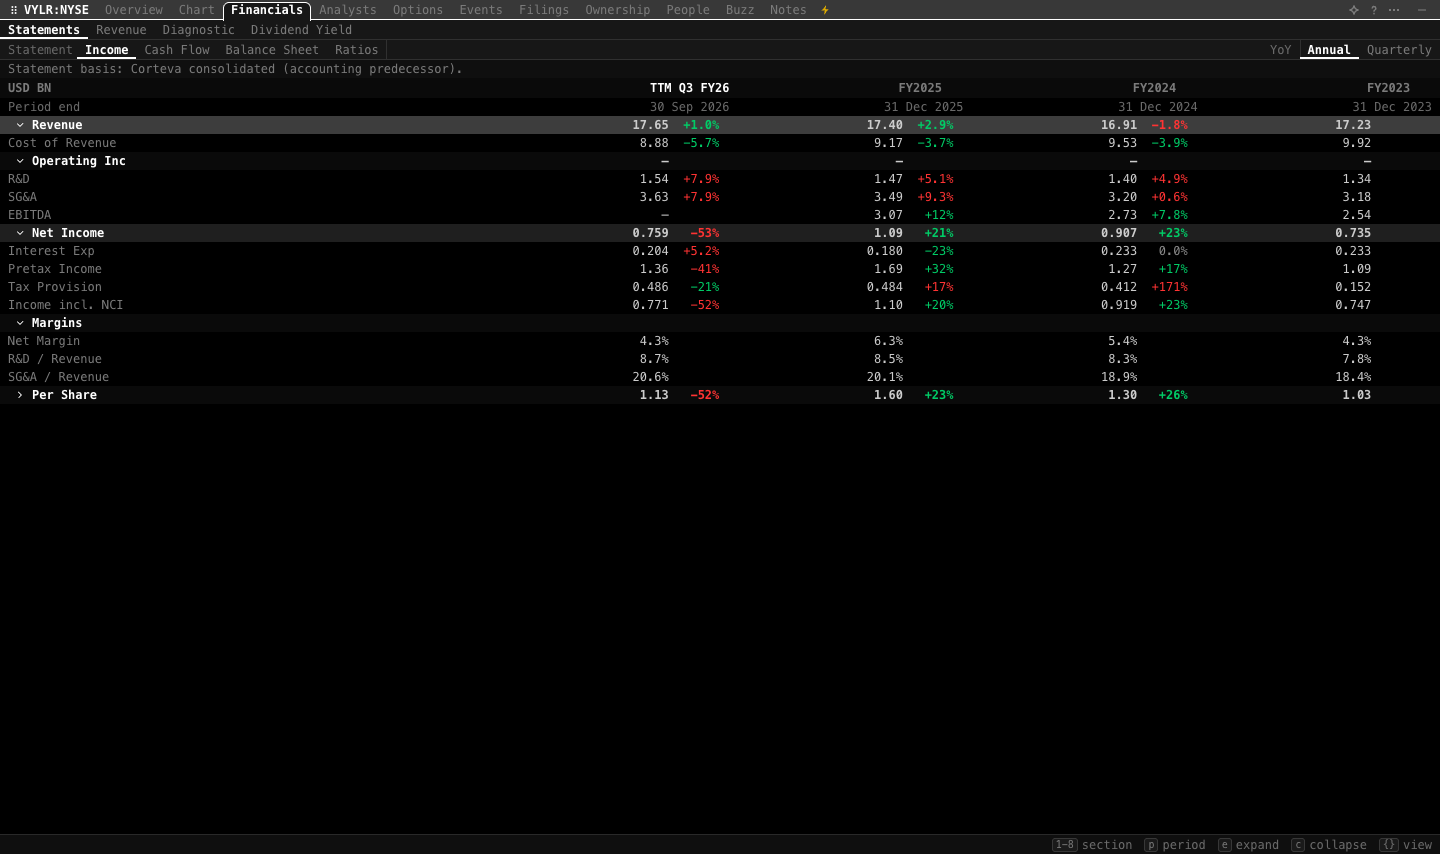 VYLR:NYSE Overview Chart Financials Analysts Options Events Filings Ownership People Buzz Notes ?
Statements Revenue Diagnostic Dividend Yield
Statement Income Cash Flow Balance Sheet Ratios YoY Annual Quarterly
Statement basis: Corteva consolidated (accounting predecessor).
USD BN TTM Q3 FY26 FY2025 FY2024 FY2023
Period end 30 Sep 2026 31 Dec 2025 31 Dec 2024 31 Dec 2023
Revenue 17.65 +1.0% 17.40 +2.9% 16.91 −1.8% 17.23
Cost of Revenue 8.88 −5.7% 9.17 −3.7% 9.53 −3.9% 9.92
Operating Inc — — — —
R&D 1.54 +7.9% 1.47 +5.1% 1.40 +4.9% 1.34
SG&A 3.63 +7.9% 3.49 +9.3% 3.20 +0.6% 3.18
EBITDA — 3.07 +12% 2.73 +7.8% 2.54
Net Income 0.759 −53% 1.09 +21% 0.907 +23% 0.735
Interest Exp 0.204 +5.2% 0.180 −23% 0.233 0.0% 0.233
Pretax Income 1.36 −41% 1.69 +32% 1.27 +17% 1.09
Tax Provision 0.486 −21% 0.484 +17% 0.412 +171% 0.152
Income incl. NCI 0.771 −52% 1.10 +20% 0.919 +23% 0.747
Margins
Net Margin 4.3% 6.3% 5.4% 4.3%
R&D / Revenue 8.7% 8.5% 8.3% 7.8%
SG&A / Revenue 20.6% 20.1% 18.9% 18.4%
Per Share 1.13 −52% 1.60 +23% 1.30 +26% 1.03
1–8 section p period e expand c collapse {} view